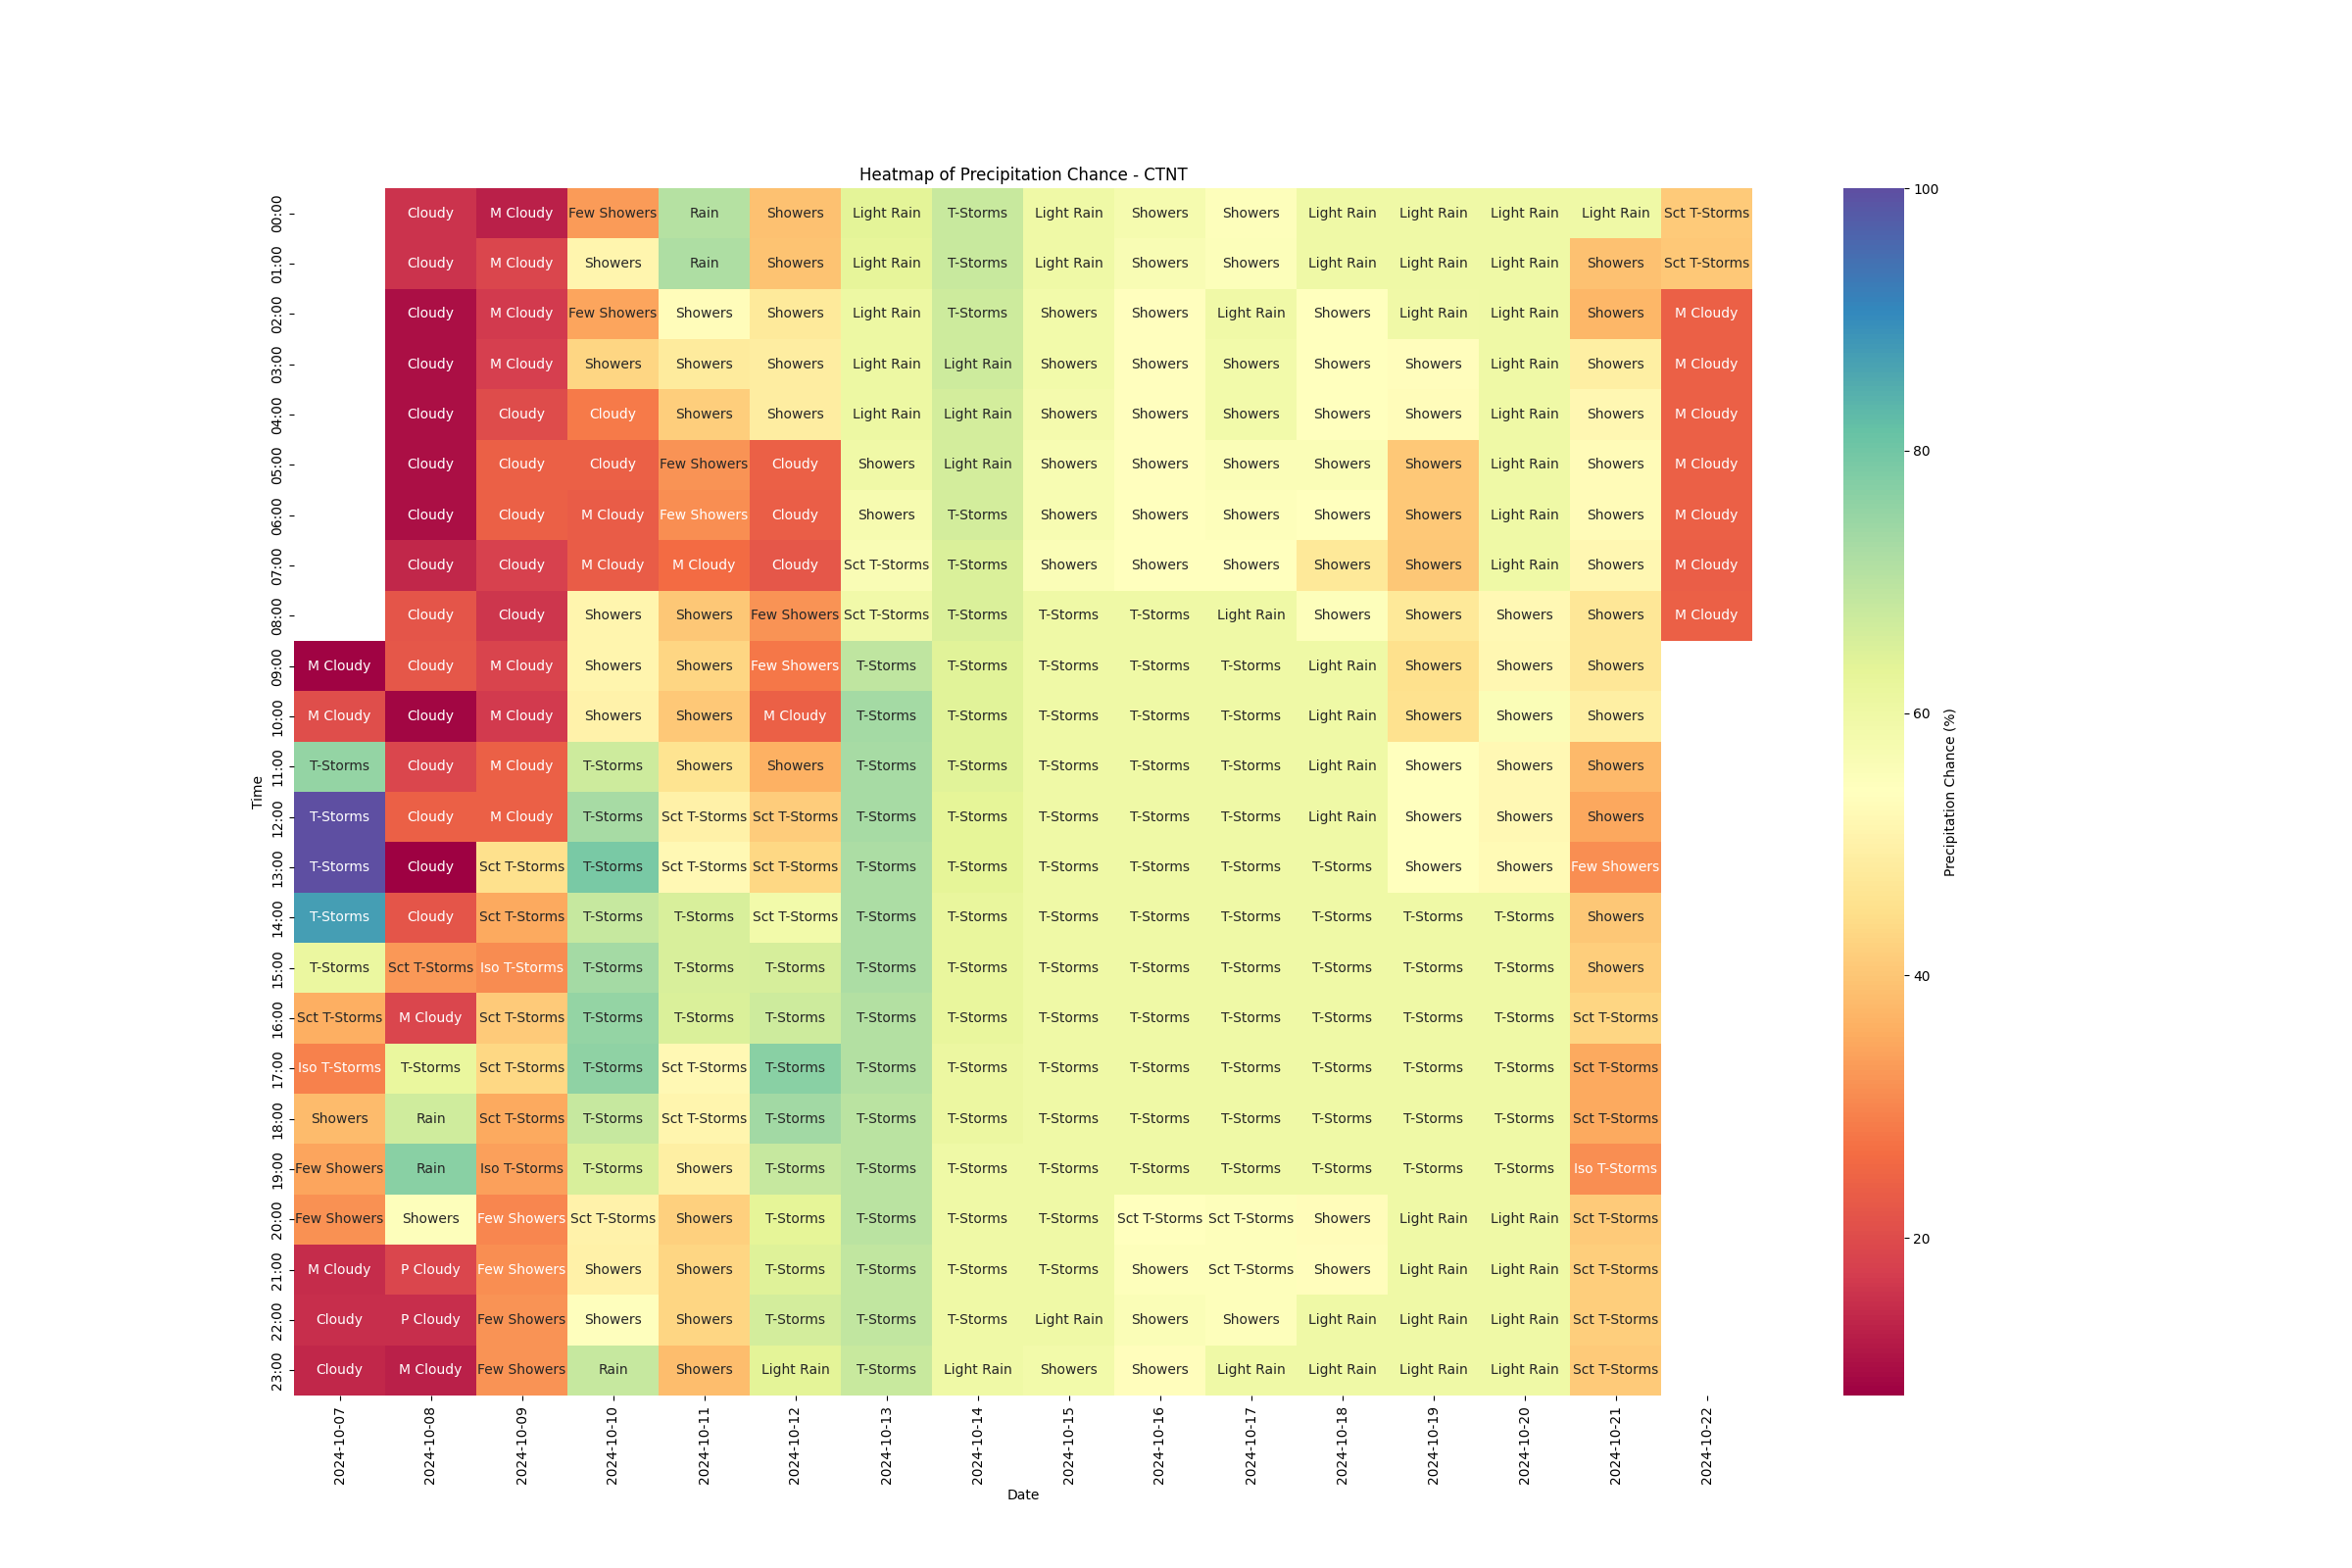 Heatmap of Precipitation Chance - CTNT
00:00 Cloudy M Cloudy Few Showers Rain Showers Light Rain T-Storms Light Rain Showers Showers Light Rain Light Rain Light Rain Light Rain Sct T-Storms
01:00 Cloudy M Cloudy Showers Rain Showers Light Rain T-Storms Light Rain Showers Showers Light Rain Light Rain Light Rain Showers Sct T-Storms
02:00 Cloudy M Cloudy Few Showers Showers Showers Light Rain T-Storms Showers Showers Light Rain Showers Light Rain Light Rain Showers M Cloudy
03:00 Cloudy M Cloudy Showers Showers Showers Light Rain Light Rain Showers Showers Showers Showers Showers Light Rain Showers M Cloudy
04:00 Cloudy Cloudy Cloudy Showers Showers Light Rain Light Rain Showers Showers Showers Showers Showers Light Rain Showers M Cloudy
05:00 Cloudy Cloudy Cloudy Few Showers Cloudy Showers Light Rain Showers Showers Showers Showers Showers Light Rain Showers M Cloudy
06:00 Cloudy Cloudy M Cloudy Few Showers Cloudy Showers T-Storms Showers Showers Showers Showers Showers Light Rain Showers M Cloudy
07:00 Cloudy Cloudy M Cloudy M Cloudy Cloudy Sct T-Storms T-Storms Showers Showers Showers Showers Showers Light Rain Showers M Cloudy
08:00 Cloudy Cloudy Showers Showers Few Showers Sct T-Storms T-Storms T-Storms T-Storms Light Rain Showers Showers Showers Showers M Cloudy
09:00 M Cloudy Cloudy M Cloudy Showers Showers Few Showers T-Storms T-Storms T-Storms T-Storms T-Storms Light Rain Showers Showers Showers
10:00 M Cloudy Cloudy M Cloudy Showers Showers M Cloudy T-Storms T-Storms T-Storms T-Storms T-Storms Light Rain Showers Showers Showers
11:00 T-Storms Cloudy M Cloudy T-Storms Showers Showers T-Storms T-Storms T-Storms T-Storms T-Storms Light Rain Showers Showers Showers
12:00 T-Storms Cloudy M Cloudy T-Storms Sct T-Storms Sct T-Storms T-Storms T-Storms T-Storms T-Storms T-Storms Light Rain Showers Showers Showers
13:00 T-Storms Cloudy Sct T-Storms T-Storms Sct T-Storms Sct T-Storms T-Storms T-Storms T-Storms T-Storms T-Storms T-Storms Showers Showers Few Showers
14:00 T-Storms Cloudy Sct T-Storms T-Storms T-Storms Sct T-Storms T-Storms T-Storms T-Storms T-Storms T-Storms T-Storms T-Storms T-Storms Showers
15:00 T-Storms Sct T-Storms Iso T-Storms T-Storms T-Storms T-Storms T-Storms T-Storms T-Storms T-Storms T-Storms T-Storms T-Storms T-Storms Showers
16:00 Sct T-Storms M Cloudy Sct T-Storms T-Storms T-Storms T-Storms T-Storms T-Storms T-Storms T-Storms T-Storms T-Storms T-Storms T-Storms Sct T-Storms
17:00 Iso T-Storms T-Storms Sct T-Storms T-Storms Sct T-Storms T-Storms T-Storms T-Storms T-Storms T-Storms T-Storms T-Storms T-Storms T-Storms Sct T-Storms
18:00 Showers Rain Sct T-Storms T-Storms Sct T-Storms T-Storms T-Storms T-Storms T-Storms T-Storms T-Storms T-Storms T-Storms T-Storms Sct T-Storms
19:00 Few Showers Rain Iso T-Storms T-Storms Showers T-Storms T-Storms T-Storms T-Storms T-Storms T-Storms T-Storms T-Storms T-Storms Iso T-Storms
20:00 Few Showers Showers Few Showers Sct T-Storms Showers T-Storms T-Storms T-Storms T-Storms Sct T-Storms Sct T-Storms Showers Light Rain Light Rain Sct T-Storms
21:00 M Cloudy P Cloudy Few Showers Showers Showers T-Storms T-Storms T-Storms T-Storms Showers Sct T-Storms Showers Light Rain Light Rain Sct T-Storms
22:00 Cloudy P Cloudy Few Showers Showers Showers T-Storms T-Storms T-Storms Light Rain Showers Showers Light Rain Light Rain Light Rain Sct T-Storms
23:00 Cloudy M Cloudy Few Showers Rain Showers Light Rain T-Storms Light Rain Showers Showers Light Rain Light Rain Light Rain Light Rain Sct T-Storms
Time
2024-10-07 2024-10-08 2024-10-09 2024-10-10 2024-10-11 2024-10-12 2024-10-13 2024-10-14 2024-10-15 2024-10-16 2024-10-17 2024-10-18 2024-10-19 2024-10-20 2024-10-21 2024-10-22
Date
100
80
60
40
20
Precipitation Chance (%)